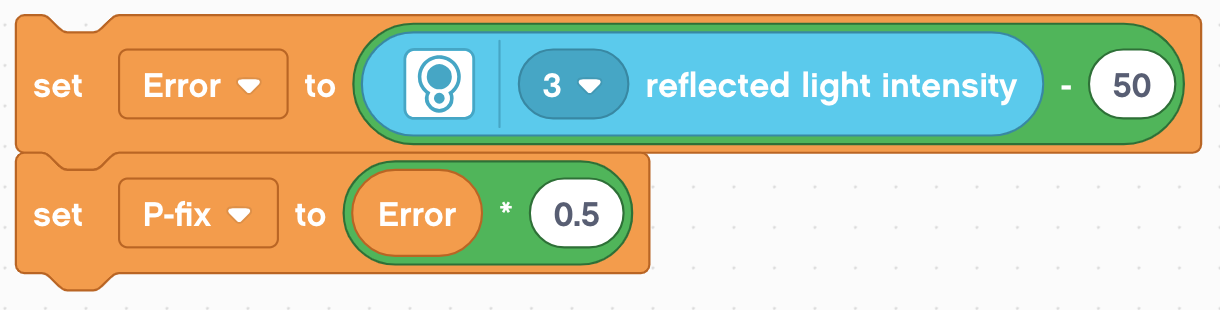 set Error to 3 reflected light intensity - 50
set P-fix to Error * 0.5